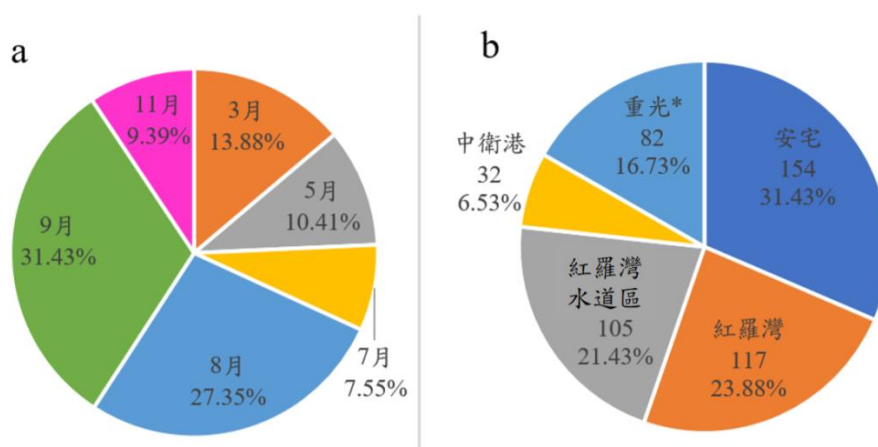 a
11月
9.39%
3月
13.88%
5月
10.41%
7月
7.55%
8月
27.35%
9月
31.43%
b
重光*
82
16.73%
安宅
154
31.43%
中衛港
32
6.53%
紅羅灣
水道區
105
21.43%
紅羅灣
117
23.88%